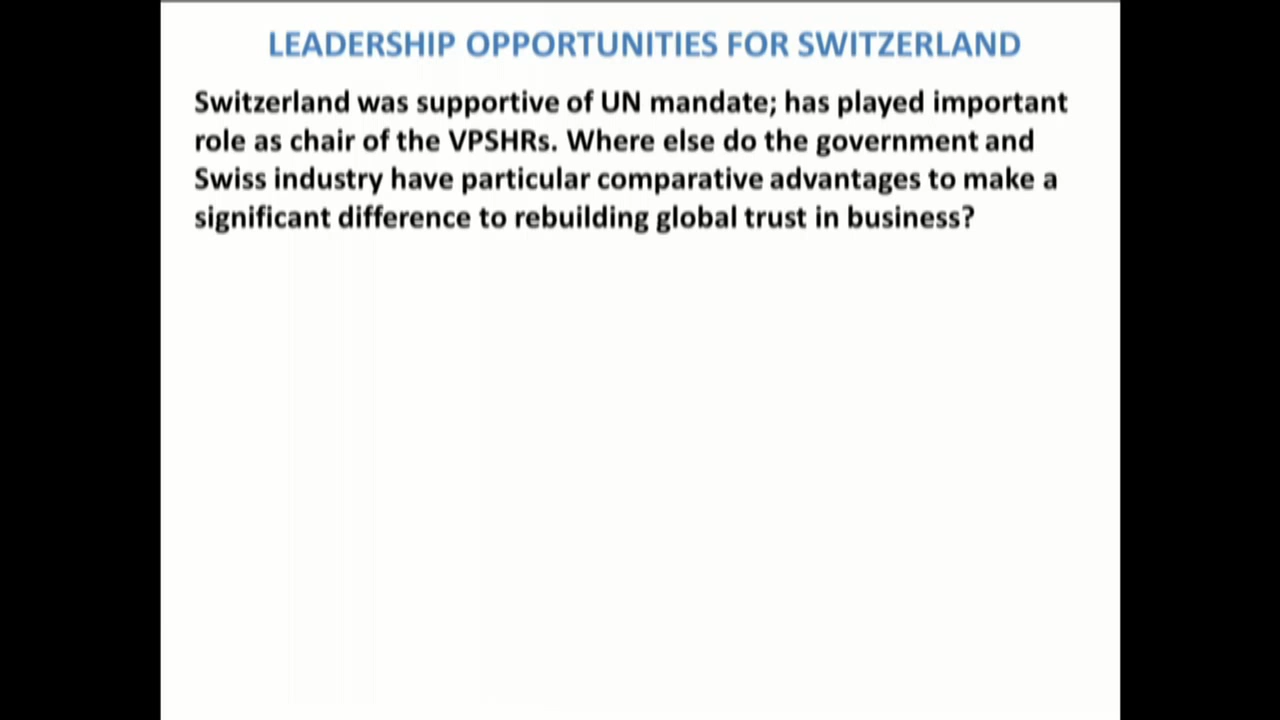 LEADERSHIP OPPORTUNITIES FOR SWITZERLAND
Switzerland was supportive of UN mandate; has played important
role as chair of the VPSHRs. Where else do the government and
Swiss industry have particular comparative advantages to make a
significant difference to rebuilding global trust in business?